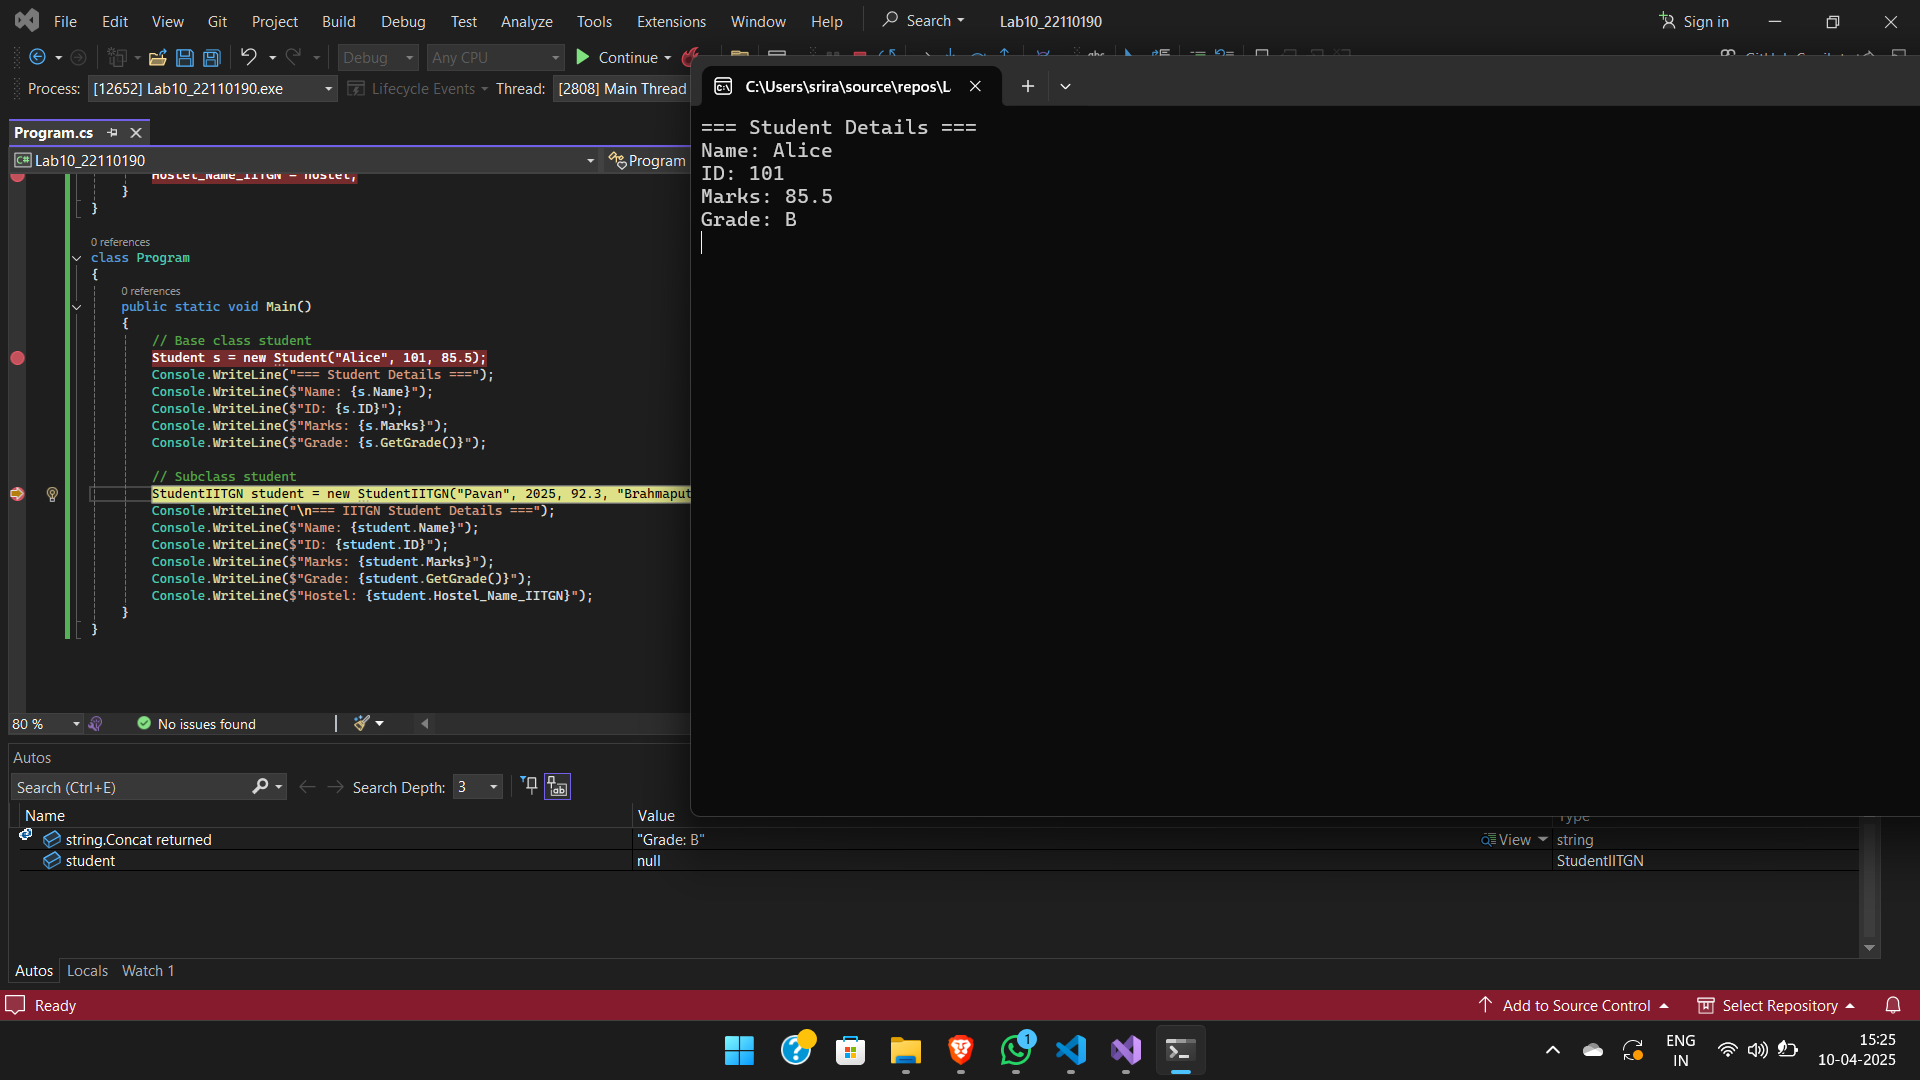 File Edit View Git Project Build Debug Test Analyze Tools Extensions Window Help Search Lab10_22110190 Sign in
Debug Any CPU Continue
Process: [12652] Lab10_22110190.exe Lifecycle Events Thread: [2808] Main Thread
C:\Users\srira\source\repos\L
Program.cs
Lab10_22110190 Program
Hostel_Name_IITGN = hostel;
}
}
0 references
class Program
{
0 references
public static void Main()
{
// Base class student
Student s = new Student("Alice", 101, 85.5);
Console.WriteLine("=== Student Details ===");
Console.WriteLine($"Name: {s.Name}");
Console.WriteLine($"ID: {s.ID}");
Console.WriteLine($"Marks: {s.Marks}");
Console.WriteLine($"Grade: {s.GetGrade()}");
// Subclass student
StudentIITGN student = new StudentIITGN("Pavan", 2025, 92.3, "Brahmaput
Console.WriteLine("\n=== IITGN Student Details ===");
Console.WriteLine($"Name: {student.Name}");
Console.WriteLine($"ID: {student.ID}");
Console.WriteLine($"Marks: {student.Marks}");
Console.WriteLine($"Grade: {student.GetGrade()}");
Console.WriteLine($"Hostel: {student.Hostel_Name_IITGN}");
}
}
=== Student Details ===
Name: Alice
ID: 101
Marks: 85.5
Grade: B
80 % No issues found
Autos
Search (Ctrl+E) Search Depth: 3
Name Value Type
string.Concat returned "Grade: B" View string
student null StudentIITGN
Autos Locals Watch 1
Ready Add to Source Control Select Repository
1
ENG
IN
15:25
10-04-2025